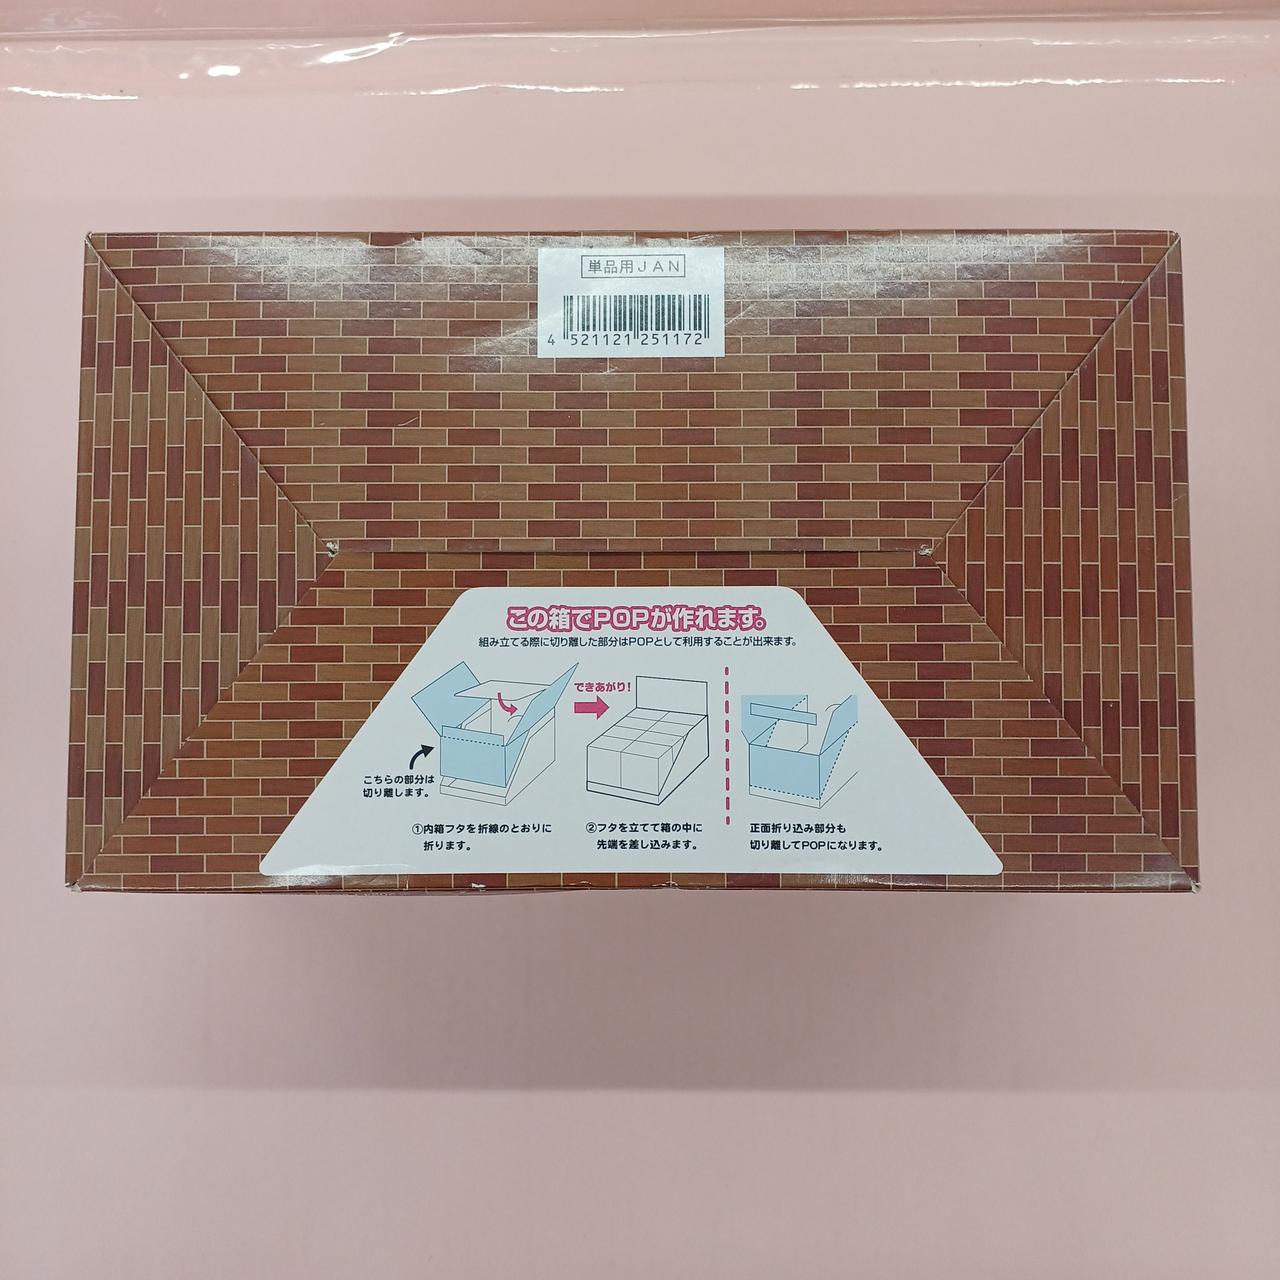 単品用JAN
4 521121 251172
この箱でPOPが作れます。
組み立てる際に切り離した部分はPOPとして利用することが出来ます。
できあがり!
こちらの部分は
切り離します。
①内箱フタを折線のとおりに
折ります。
②フタを立てて箱の中に
先端を差し込みます。
正面折り込み部分も
切り離してPOPになります。